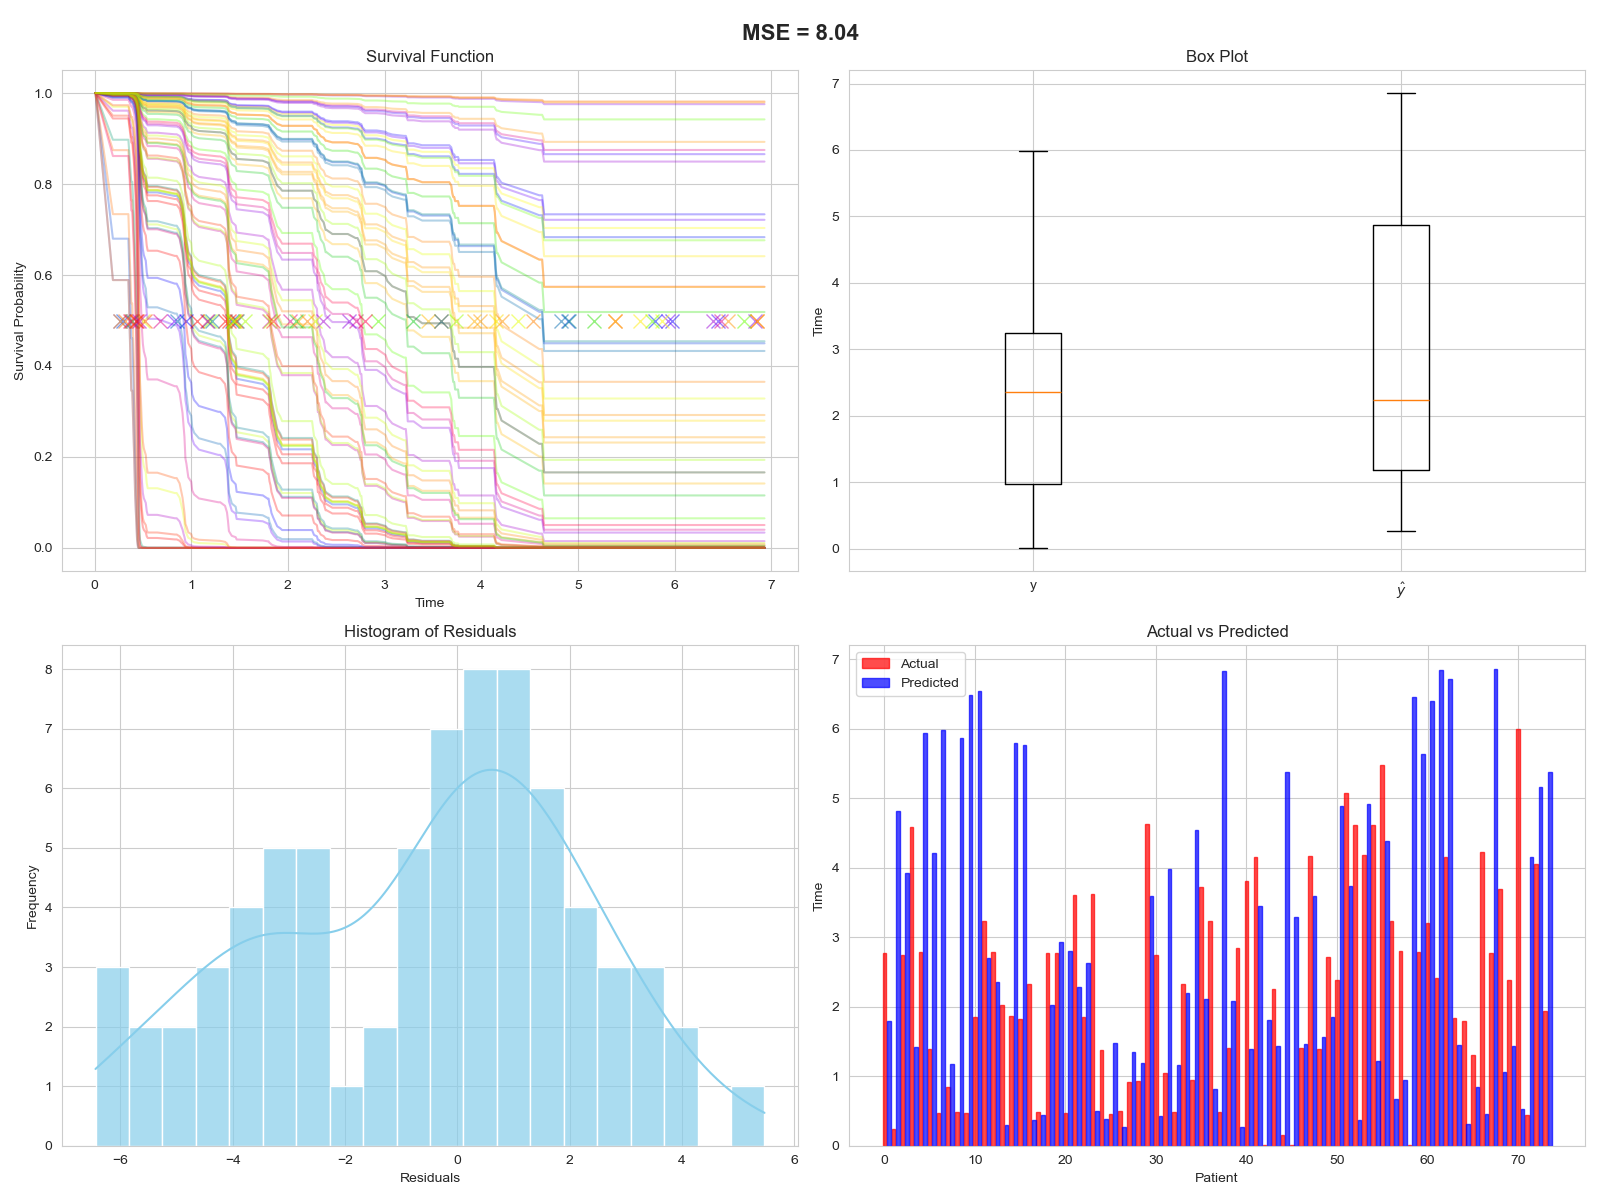 MSE = 8.04
Survival Function
1.0
0.8
0.6
0.4
0.2
0.0
Survival Probability
0 1 2 3 4 5 6 7
Time
Box Plot
7
6
5
4
3
2
1
0
Time
y ŷ
Histogram of Residuals
8
7
6
5
4
3
2
1
0
Frequency
−6 −4 −2 0 2 4 6
Residuals
Actual vs Predicted
Actual
Predicted
7
6
5
4
3
2
1
0
Time
0 10 20 30 40 50 60 70
Patient